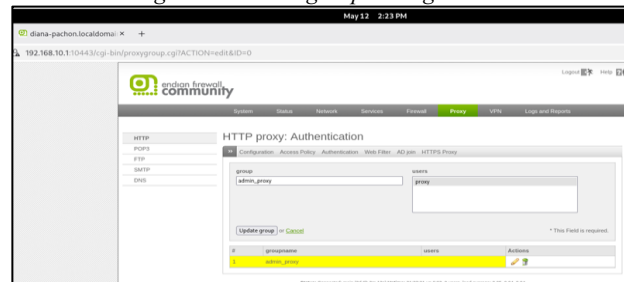 May 12 2:23 PM
diana-pachon.localdomai × +
192.168.10.1:10443/cgi-bin/proxygroup.cgi?ACTION=edit&ID=0
endian firewall
community
Logout Help
System Status Network Services Firewall Proxy VPN Logs and Reports
HTTP
POP3
FTP
SMTP
DNS
HTTP proxy: Authentication
Configuration Access Policy Authentication Web Filter AD join HTTPS Proxy
group users
admin_proxy proxy
Update group or Cancel * This Field is required.
# groupname users Actions
1 admin_proxy